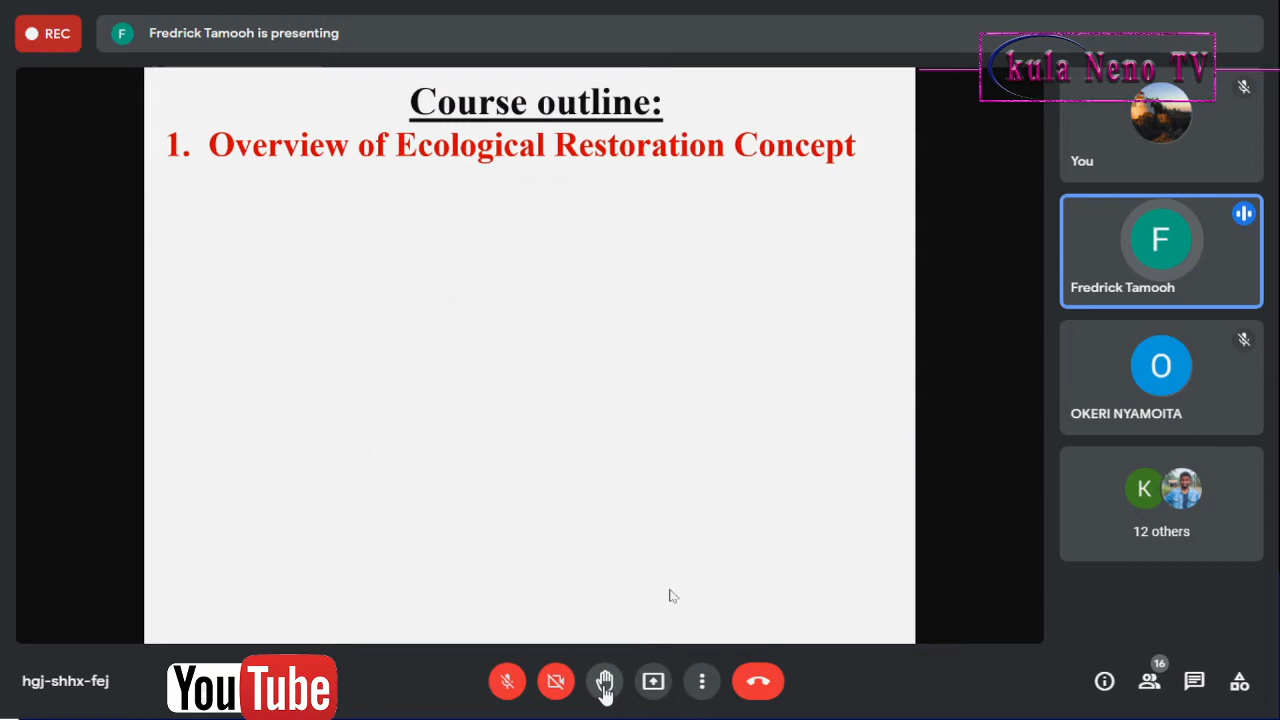 REC
F
Fredrick Tamooh is presenting
kula Neno TV
Course outline:
1. Overview of Ecological Restoration Concept
You
F
Fredrick Tamooh
O
OKERI NYAMOITA
K
12 others
hgj-shhx-fej
YouTube
16